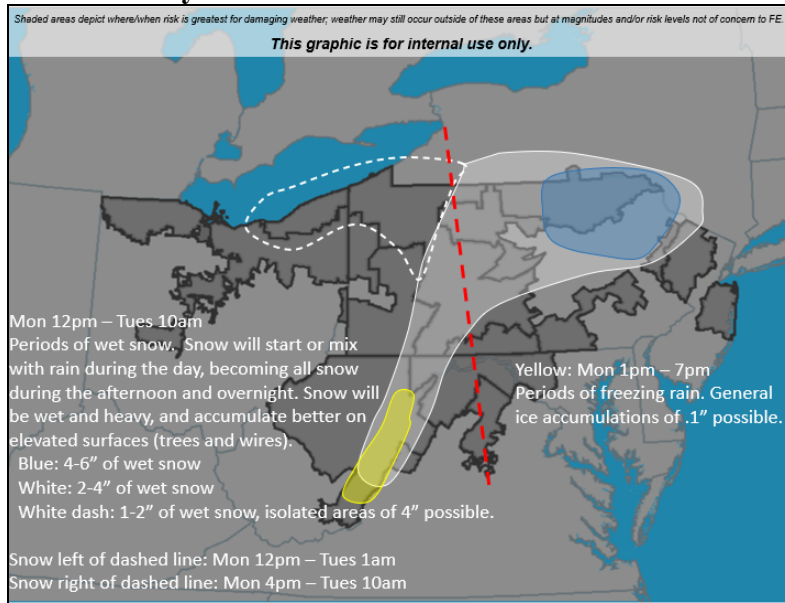 Shaded areas depict where/when risk is greatest for damaging weather; weather may still occur outside of these areas but at magnitudes and/or risk levels not of concern to FE.
This graphic is for internal use only.
Mon 12pm – Tues 10am
Periods of wet snow.  Snow will start or mix
with rain during the day, becoming all snow
during the afternoon and overnight. Snow will
be wet and heavy, and accumulate better on
elevated surfaces (trees and wires).
Blue: 4-6” of wet snow
White: 2-4” of wet snow
White dash: 1-2” of wet snow, isolated areas of 4” possible.
Snow left of dashed line: Mon 12pm – Tues 1am
Snow right of dashed line: Mon 4pm – Tues 10am
Yellow: Mon 1pm – 7pm
Periods of freezing rain. General
ice accumulations of .1” possible.